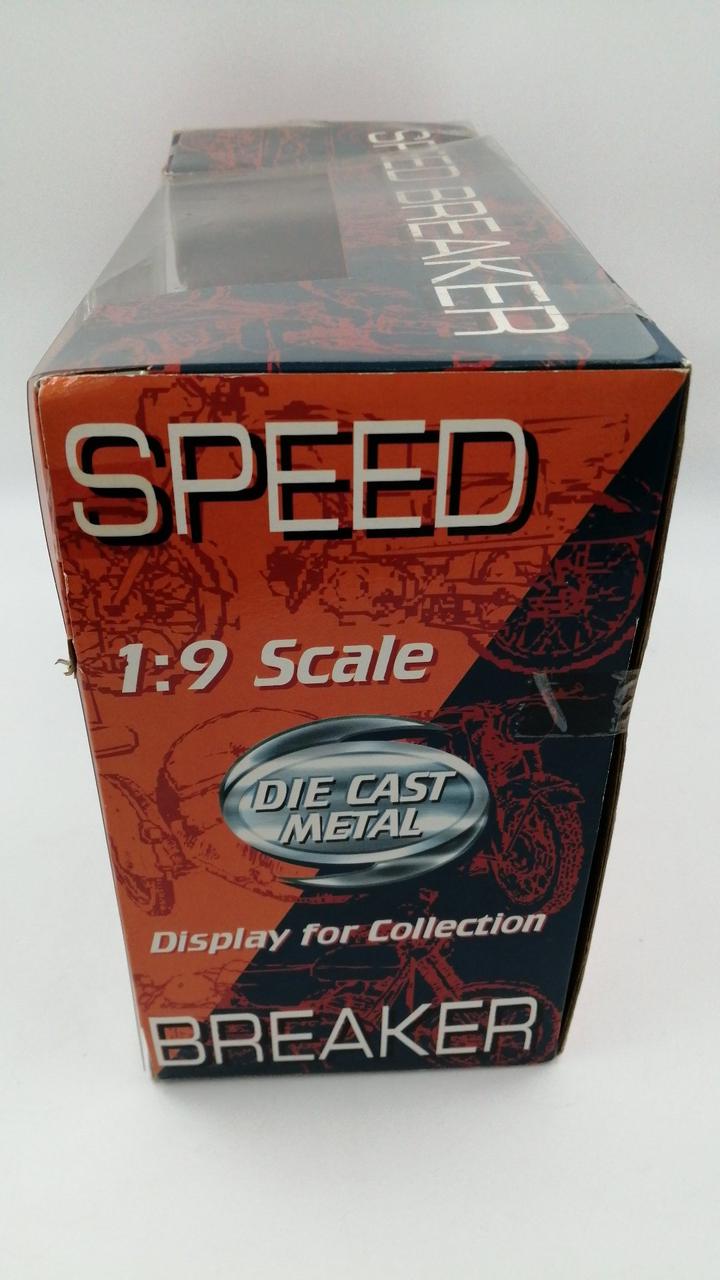 SPEED BREAKER
SPEED
1:9 Scale
DIE CAST
METAL
Display for Collection
BREAKER